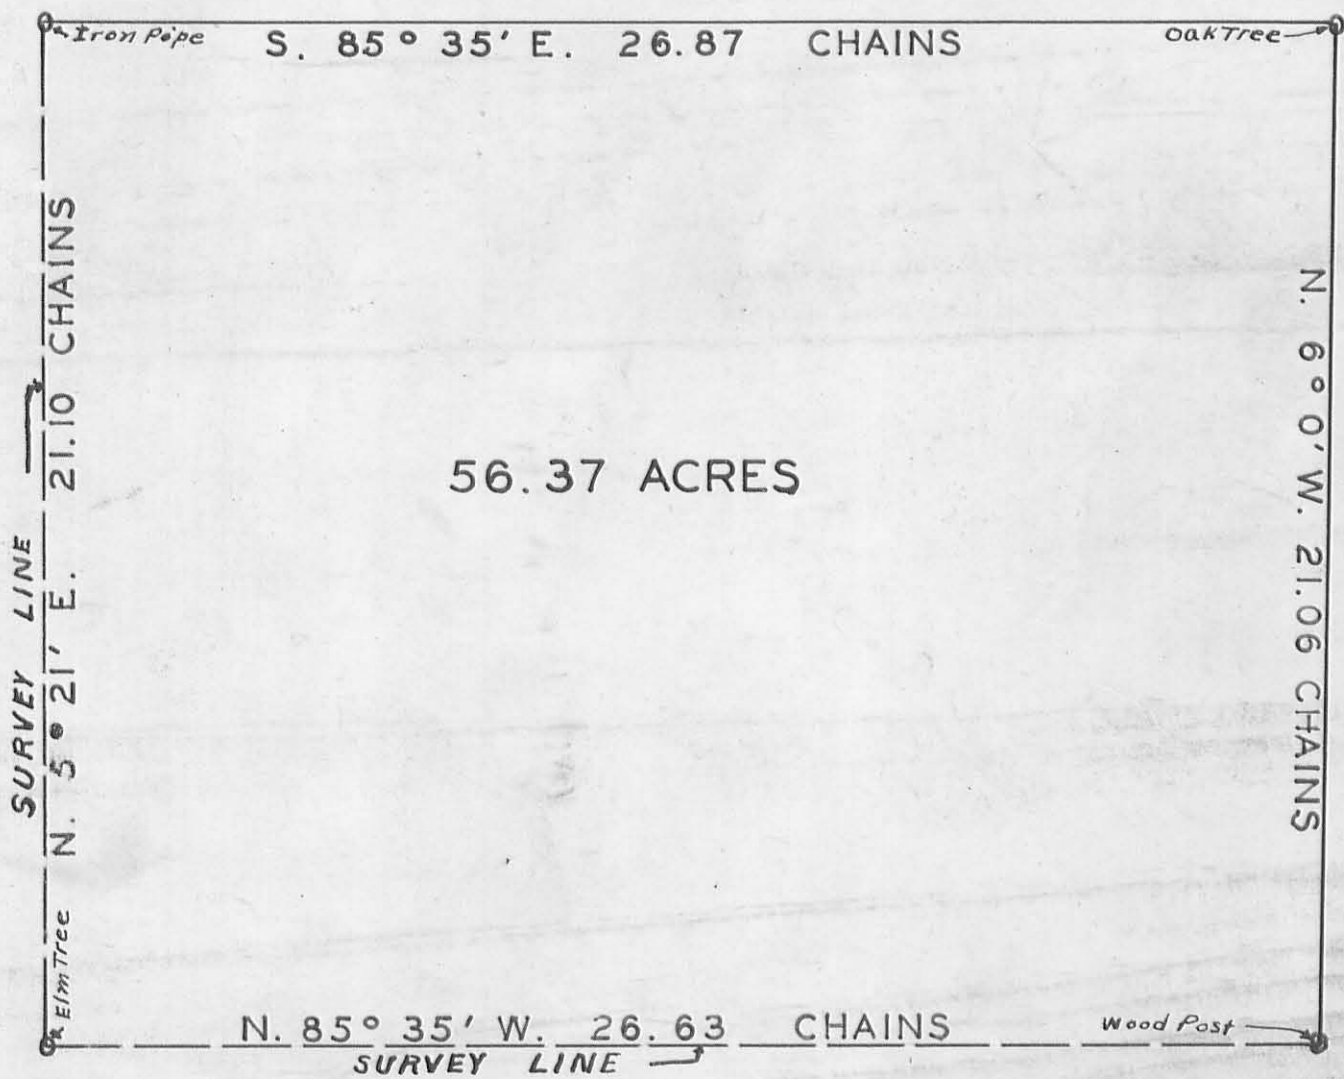 Iron Pipe
S. 85° 35' E. 26.87 CHAINS
Oak Tree
SURVEY LINE
N. 5° 21' E. 21.10 CHAINS
56.37 ACRES
N. 6° 0' W. 21.06 CHAINS
Elm Tree
N. 85° 35' W. 26.63 CHAINS
Wood Post
SURVEY LINE